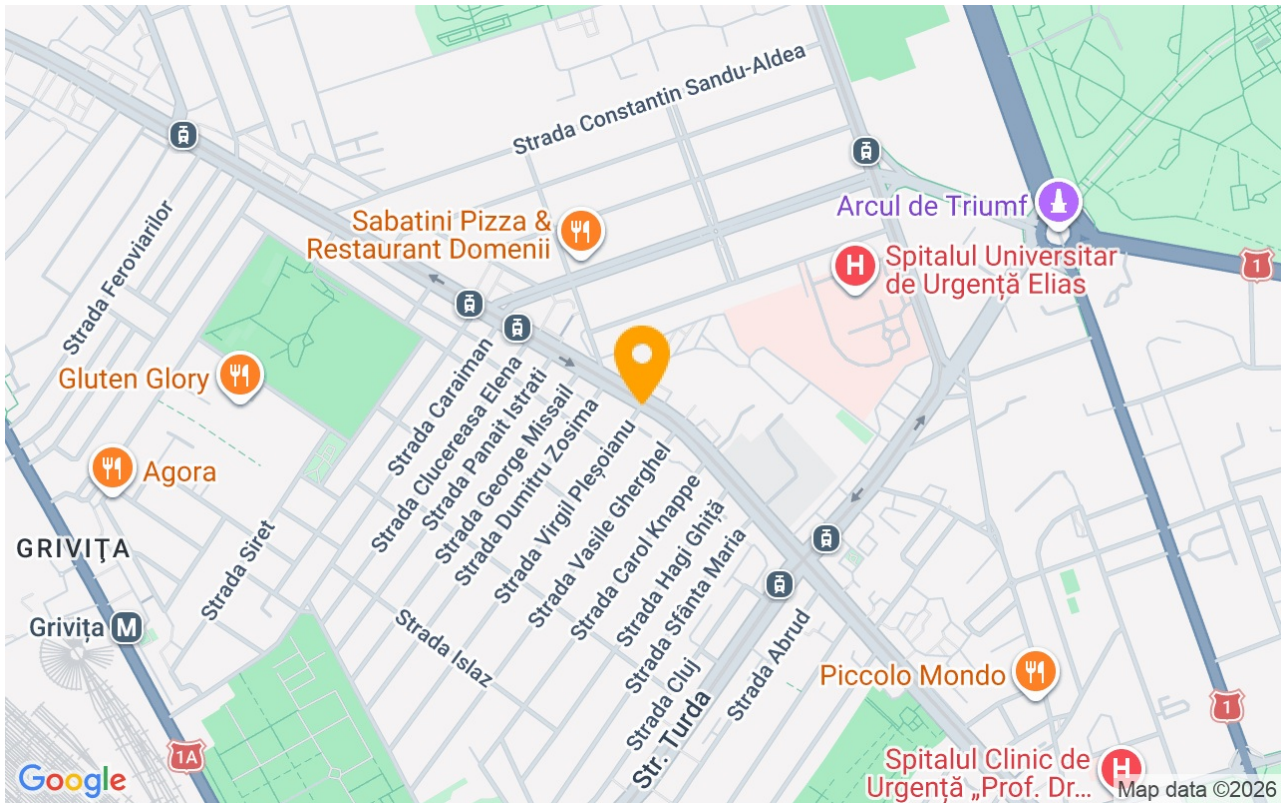 Strada Constantin Sandu-Aldea
Strada Feroviarilor
Sabatini Pizza &
Restaurant Domenii
Arcul de Triumf
Spitalul Universitar
de Urgență Elias
H
1
Gluten Glory
Agora
GRIVIŢA
Strada Siret
Grivița
M
Strada Caraiman
Strada Clucereasa Elena
Strada Panait Istrati
Strada George Missail
Strada Dumitru Zosima
Strada Virgil Pleșoianu
Strada Vasile Gherghel
Strada Carol Knappe
Strada Hagi Ghiță
Strada Sfânta Maria
Strada Islaz
Strada Cluj
Str. Turda
Strada Abrud
Piccolo Mondo
1
1A
Spitalul Clinic de
Urgență „Prof. Dr...
H
Google
Map data ©2026